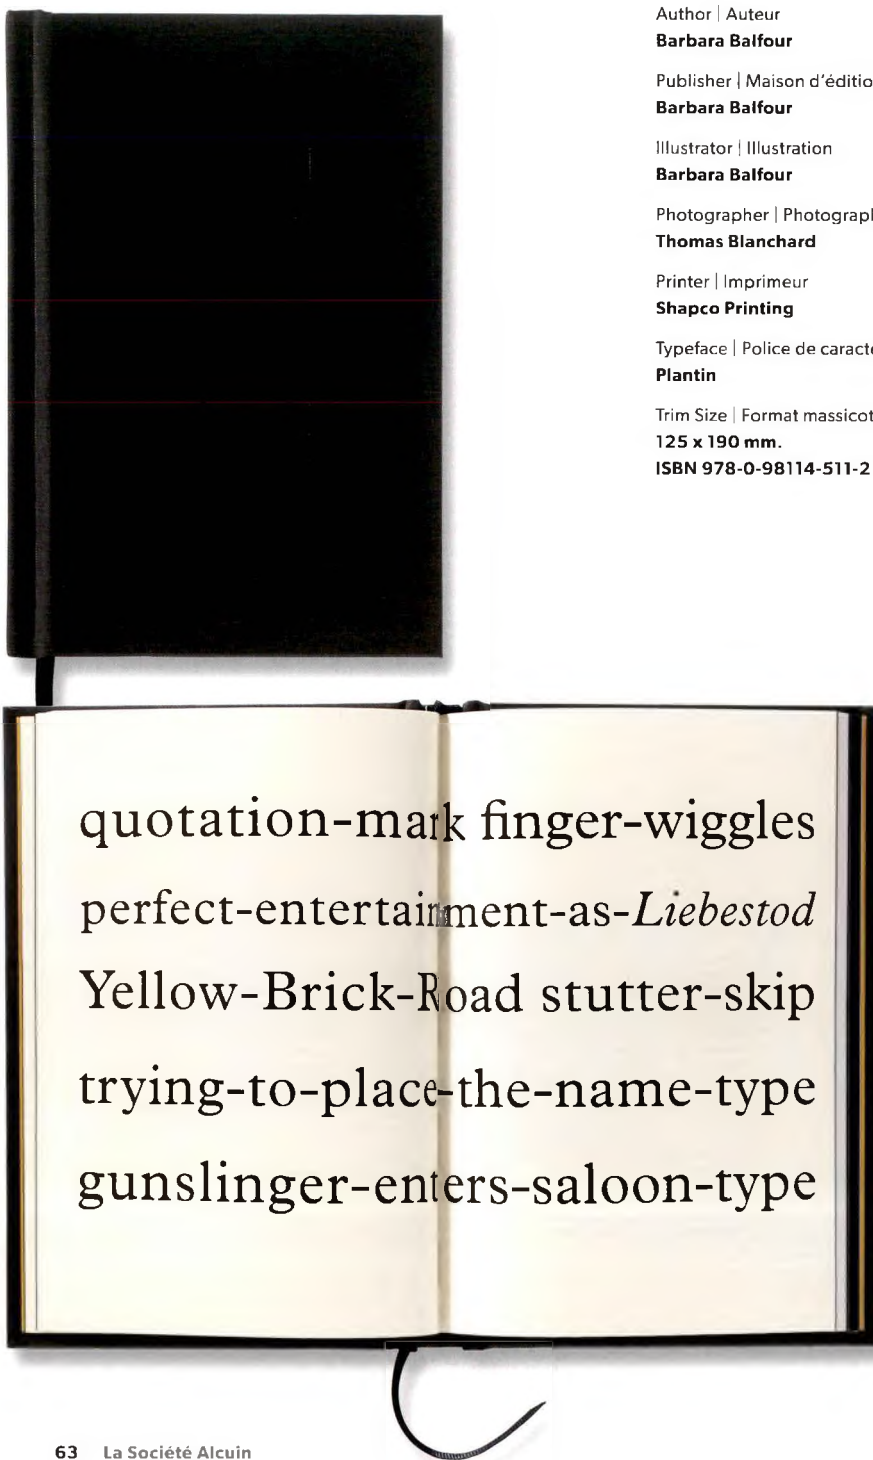 Author | Auteur
Barbara Balfour
Publisher | Maison d'éditio
Barbara Balfour
Illustrator | Illustration
Barbara Balfour
Photographer | Photograph
Thomas Blanchard
Printer | Imprimeur
Shapco Printing
Typeface | Police de caractè
Plantin
Trim Size | Format massicot
125 x 190 mm.
ISBN 978-0-98114-511-2
quotation-mark finger-wiggles
perfect-entertainment-as-Liebestod
Yellow-Brick-Road stutter-skip
trying-to-place-the-name-type
gunslinger-enters-saloon-type
63 La Société Alcuin